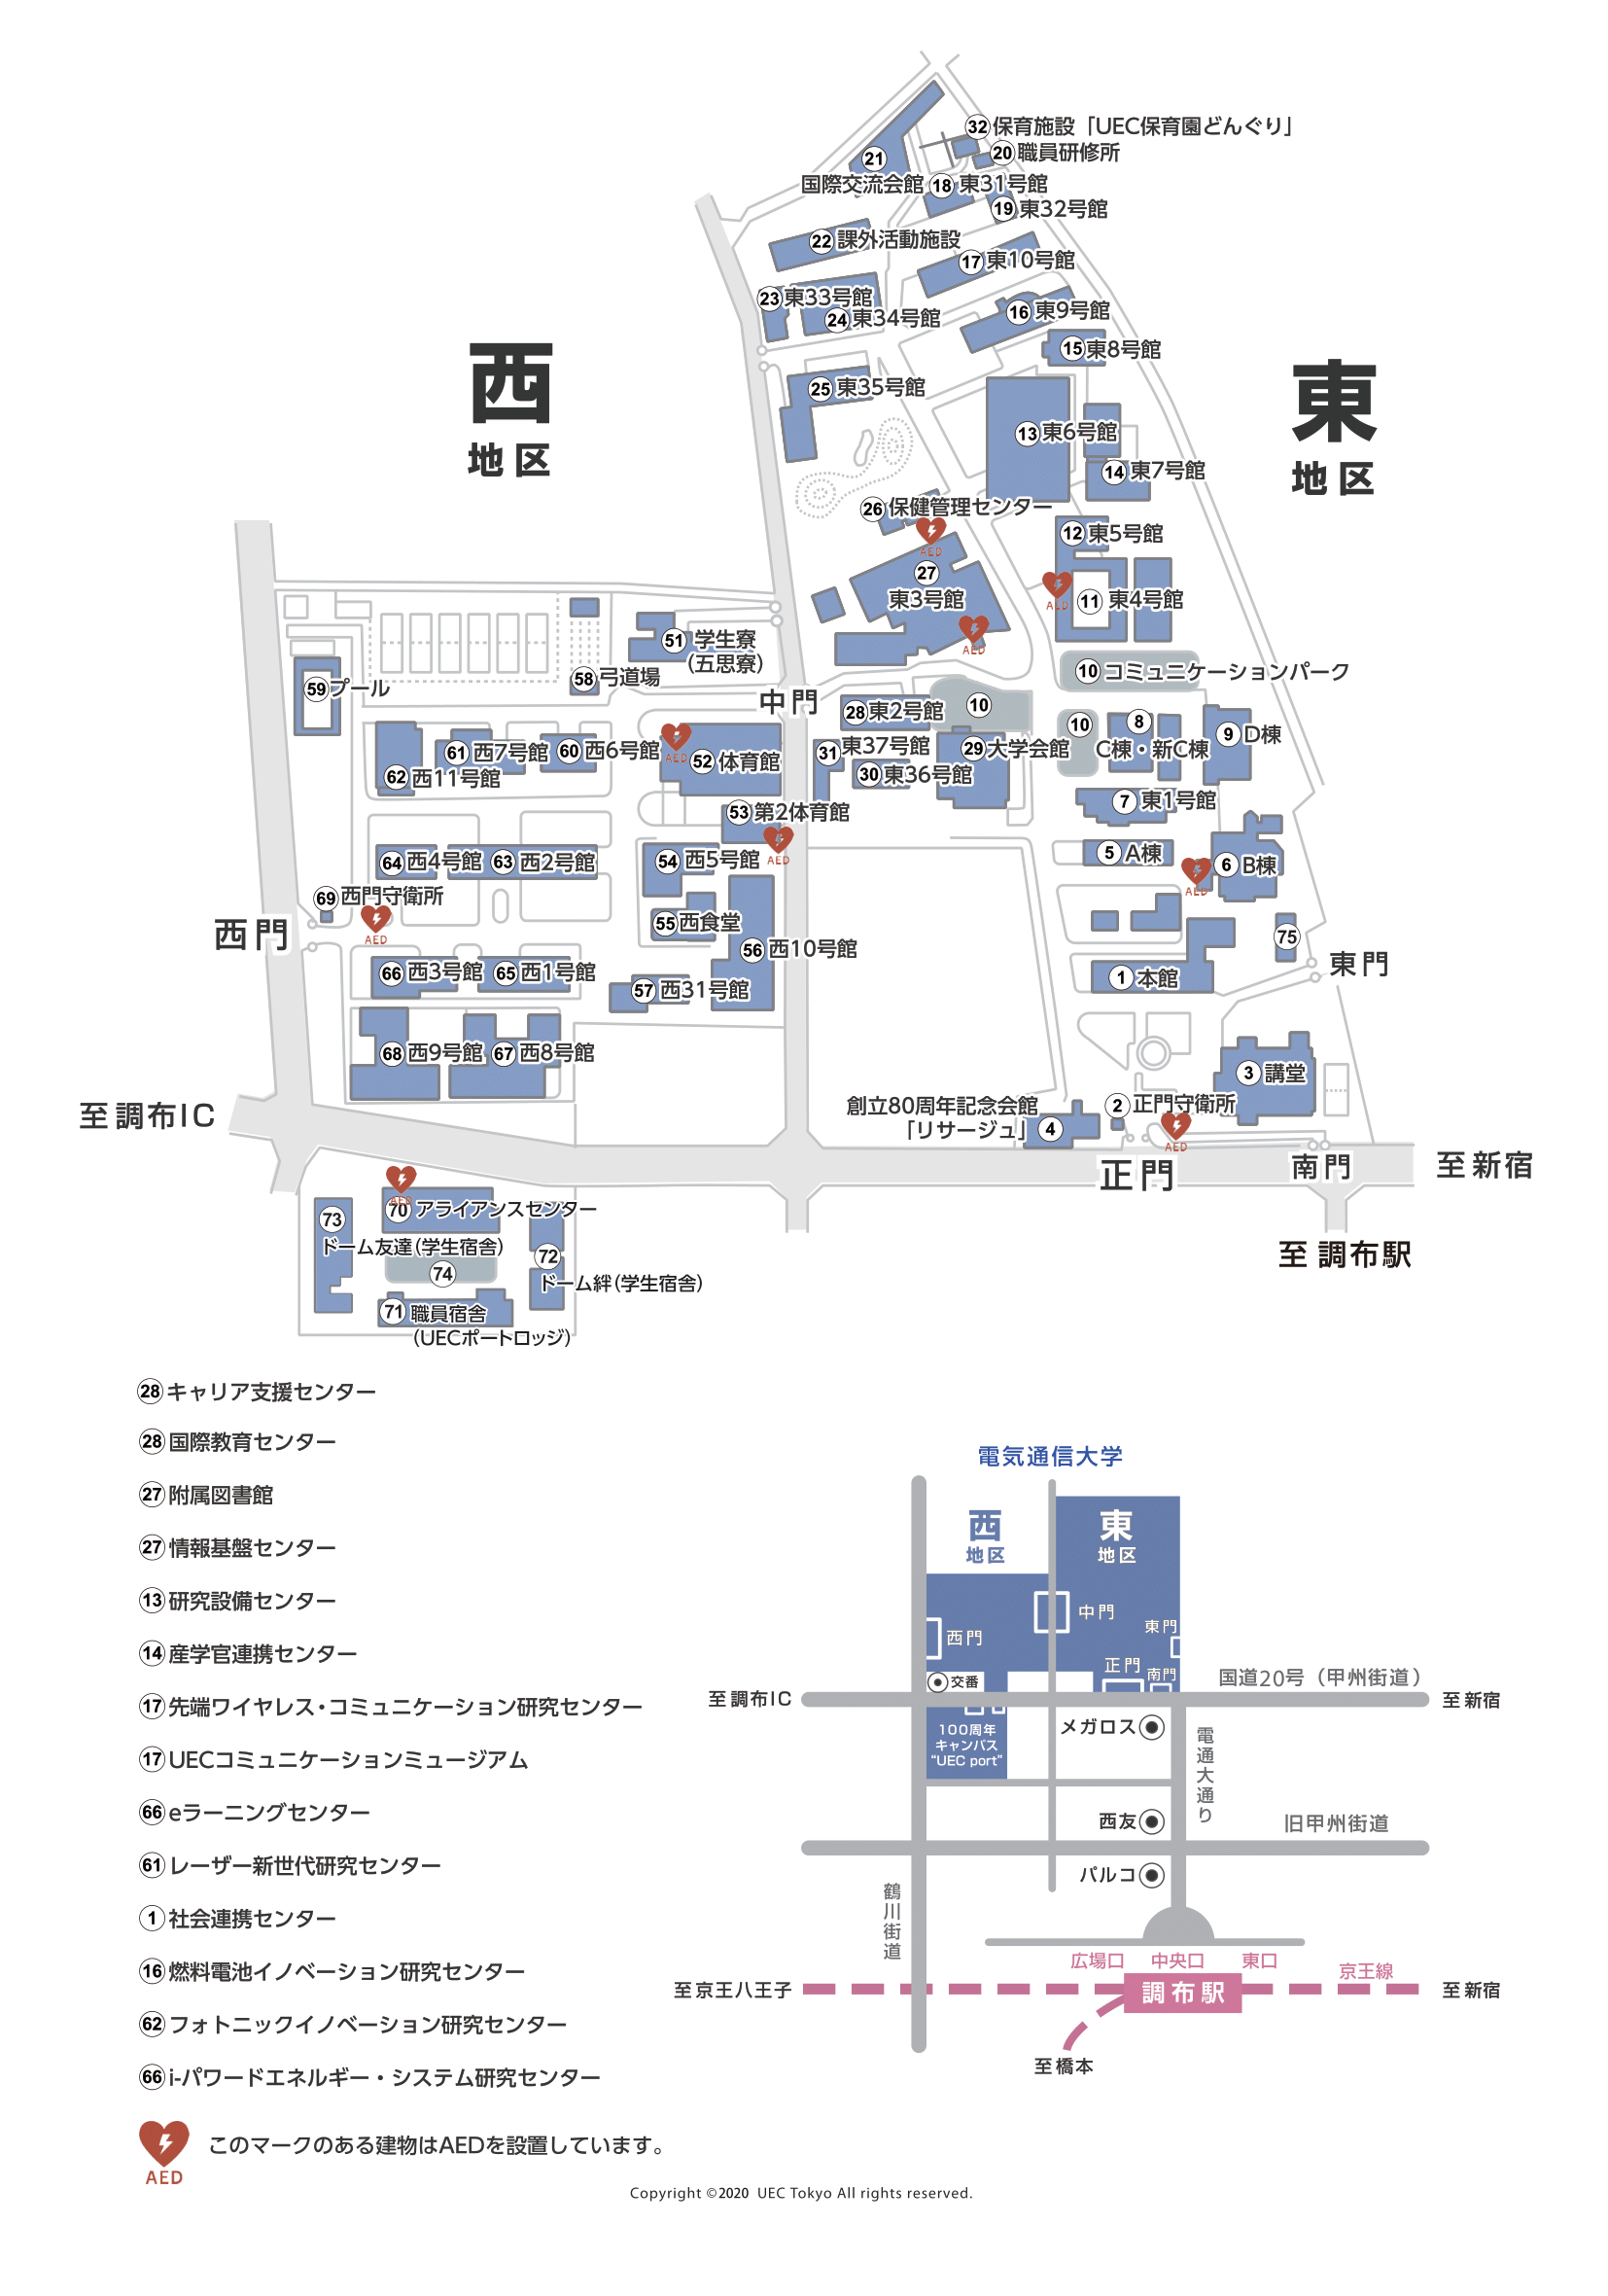 32 保育施設「UEC保育園どんぐり」
20 職員研修所
21
国際交流会館
18 東31号館
19 東32号館
22 課外活動施設
17 東10号館
23 東33号館
24 東34号館
16 東9号館
15 東8号館
25 東35号館
西
地区
東
地区
13 東6号館
14 東7号館
26 保健管理センター
AED
12 東5号館
27
東3号館
AED
AED
11 東4号館
51 学生寮
(五思寮)
58 弓道場
59 プール
中門
10 コミュニケーションパーク
28 東2号館
10
10
8
C棟・新C棟
9 D棟
61 西7号館
60 西6号館
62 西11号館
AED
52 体育館
31 東37号館
30 東36号館
29 大学会館
7 東1号館
53 第2体育館
AED
5 A棟
6 B棟
AED
64 西4号館
63 西2号館
54 西5号館
69 西門守衛所
AED
西門
55 西食堂
56 西10号館
75
東門
66 西3号館
65 西1号館
57 西31号館
1 本館
68 西9号館
67 西8号館
3 講堂
至調布IC
創立80周年記念会館
「リサージュ」
4
2 正門守衛所
AED
正門
南門
至新宿
至調布駅
AED
70 アライアンスセンター
73
ドーム友達(学生宿舎)
74
72
ドーム絆(学生宿舎)
71 職員宿舎
(UECポートロッジ)
28 キャリア支援センター
28 国際教育センター
27 附属図書館
27 情報基盤センター
13 研究設備センター
14 産学官連携センター
17 先端ワイヤレス・コミュニケーション研究センター
17 UECコミュニケーションミュージアム
66 eラーニングセンター
61 レーザー新世代研究センター
1 社会連携センター
16 燃料電池イノベーション研究センター
62 フォトニックイノベーション研究センター
66 i-パワードエネルギー・システム研究センター
AED
このマークのある建物はAEDを設置しています。
電気通信大学
西
地区
東
地区
中門
西門
東門
正門
南門
交番
国道20号（甲州街道）
至調布IC
至新宿
100周年
キャンパス
“UEC port”
メガロス
電通大通り
西友
旧甲州街道
パルコ
鶴川街道
広場口
中央口
東口
京王線
至京王八王子
調布駅
至新宿
至橋本
Copyright ©2020 UEC Tokyo All rights reserved.